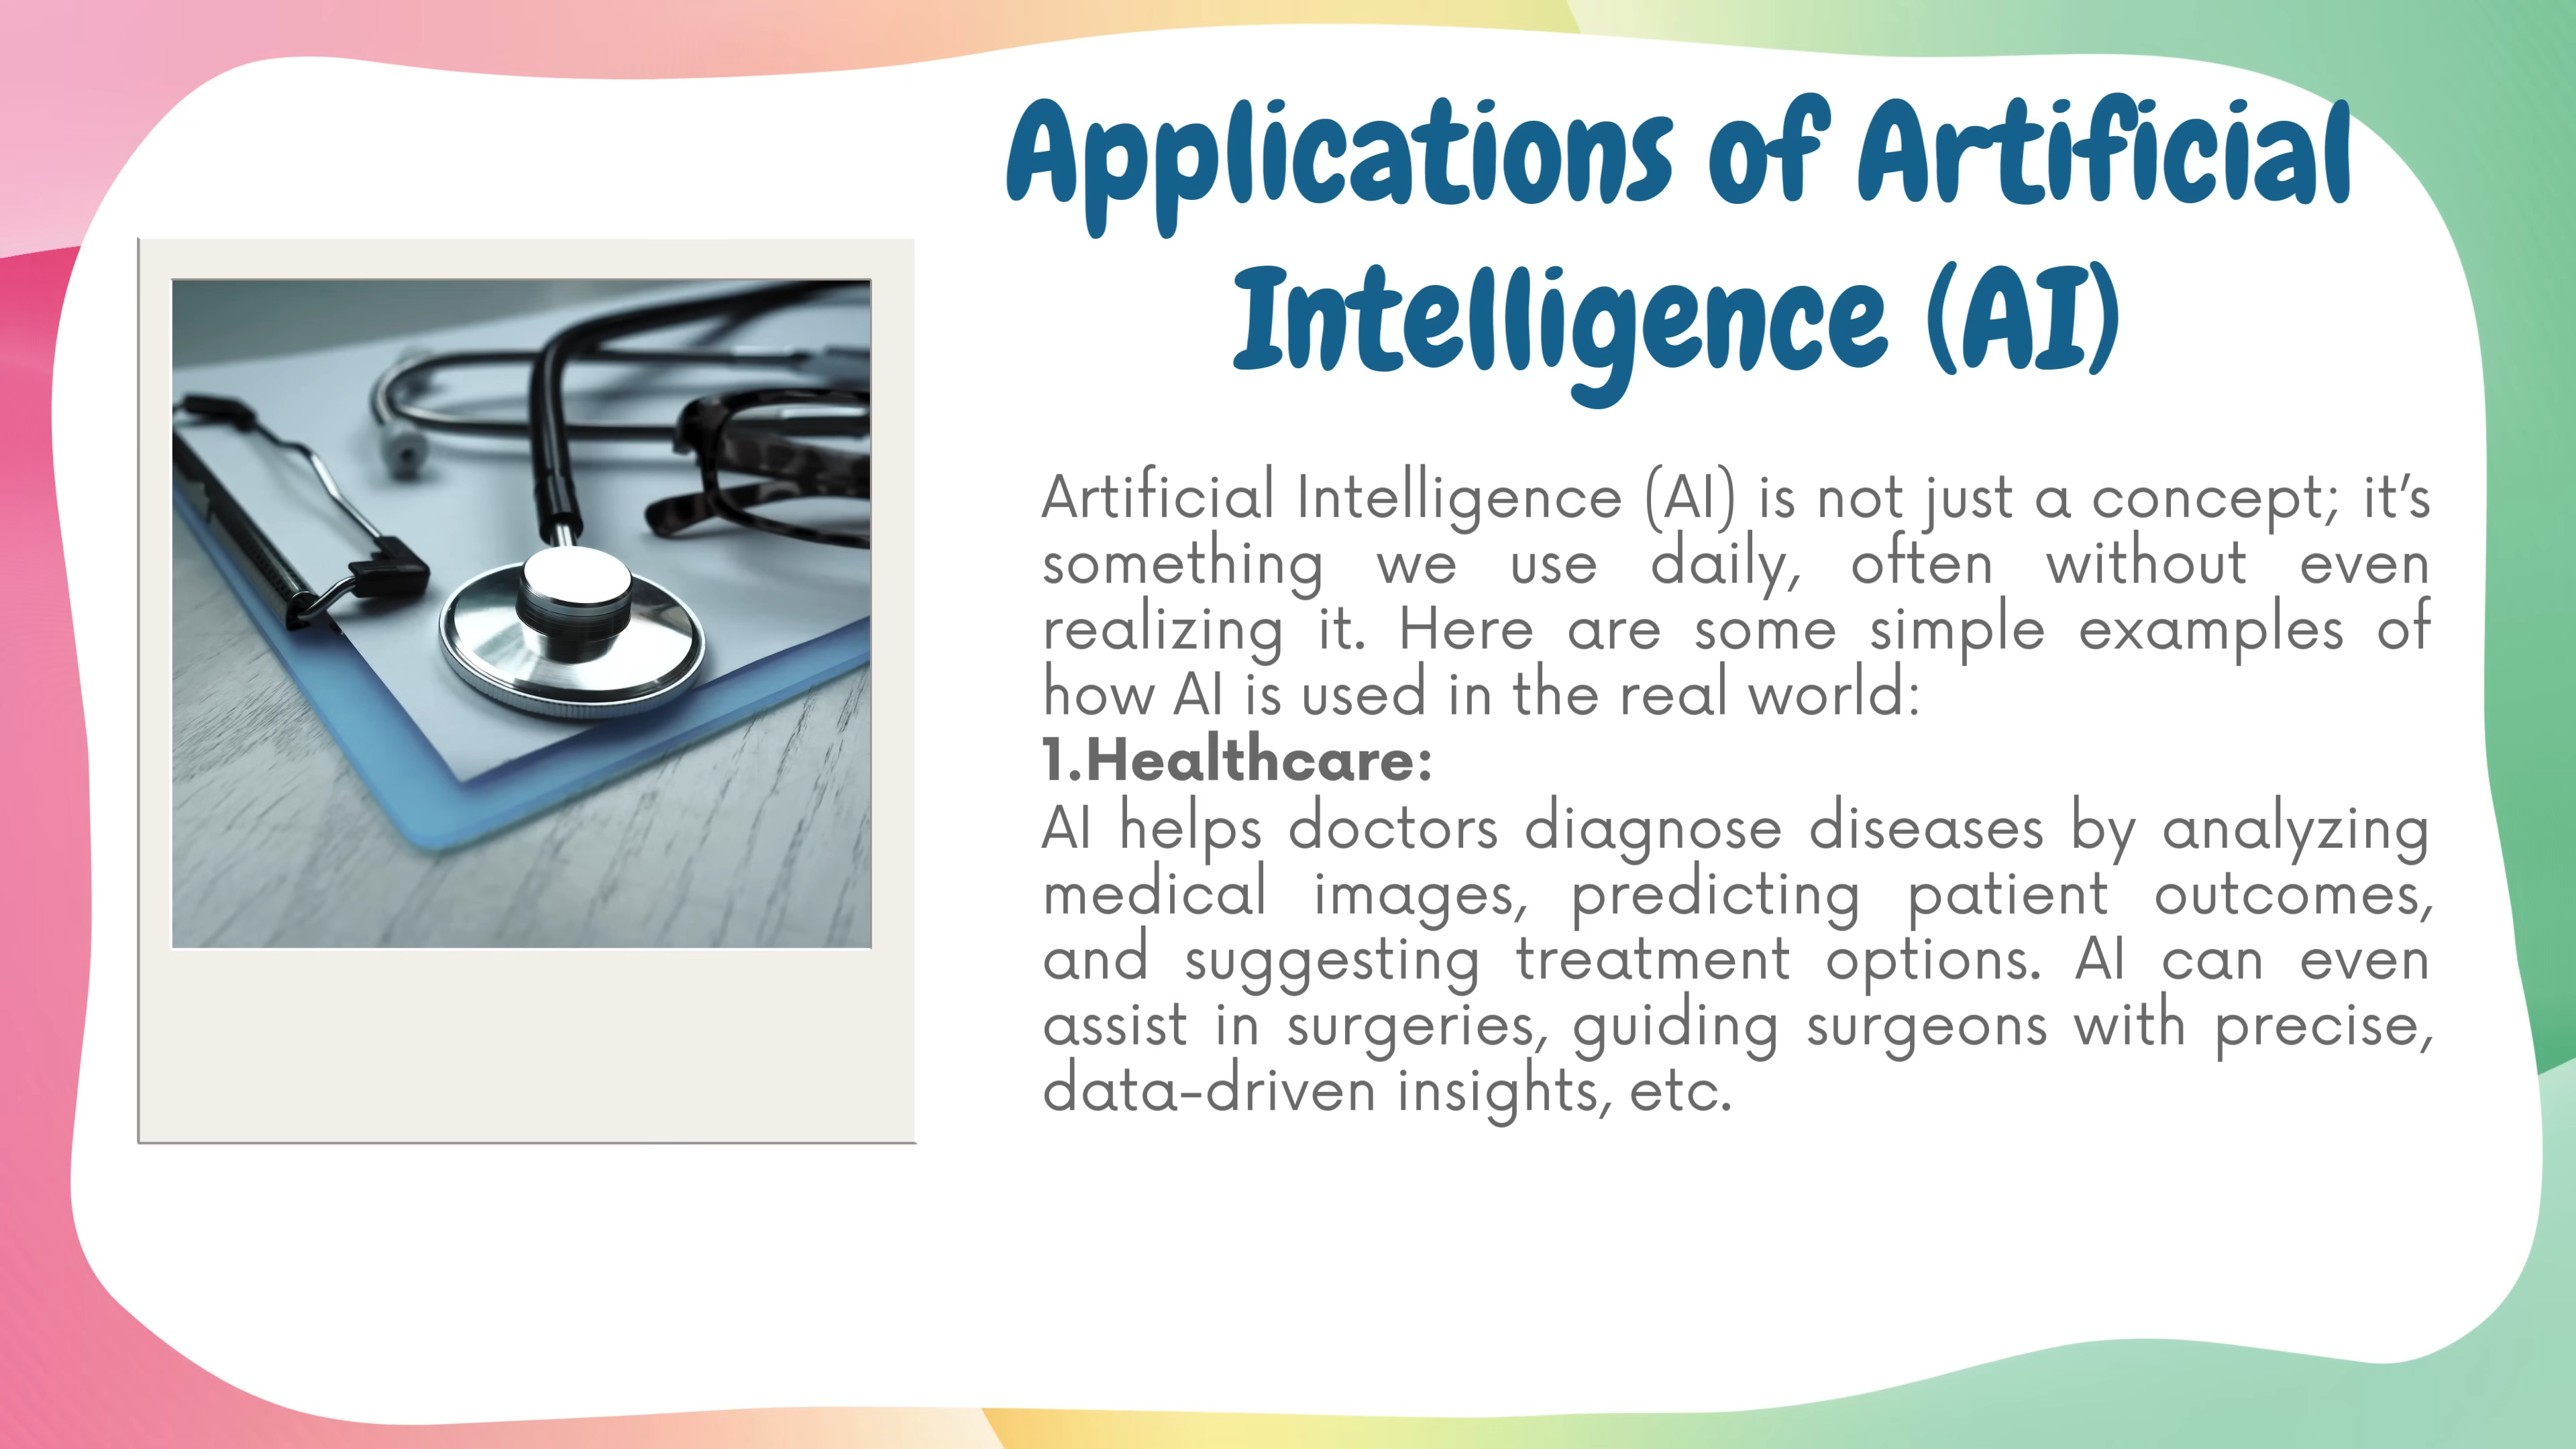 Applications of Artificial
Intelligence (AI)
Artificial Intelligence (AI) is not just a concept; it’s
something we use daily, often without even
realizing it. Here are some simple examples of
how AI is used in the real world:
1.Healthcare:
AI helps doctors diagnose diseases by analyzing
medical images, predicting patient outcomes,
and suggesting treatment options. AI can even
assist in surgeries, guiding surgeons with precise,
data-driven insights, etc.